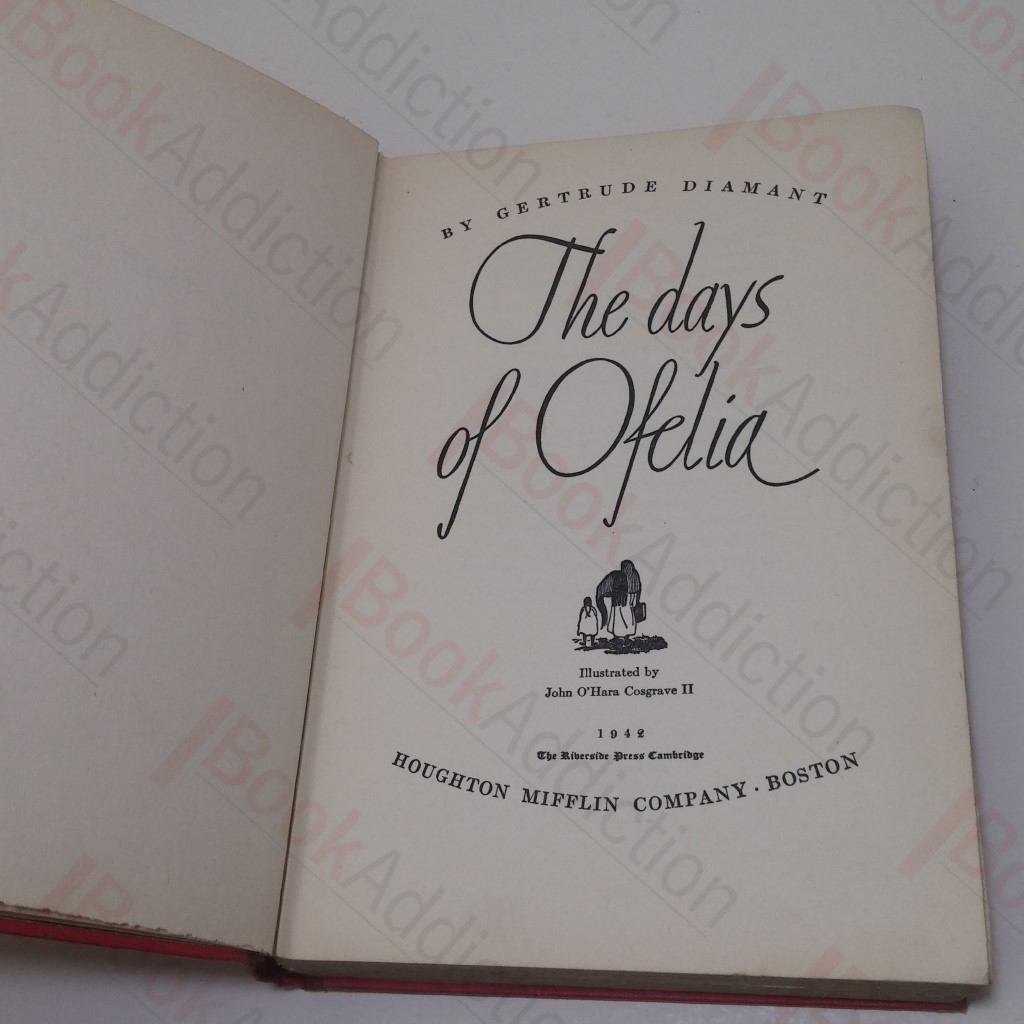 BY GERTRUDE DIAMANT
The days
of Ofelia
Illustrated by
John O'Hara Cosgrave II
1942
The Riverside Press Cambridge
HOUGHTON MIFFLIN COMPANY · BOSTON
BookAddiction